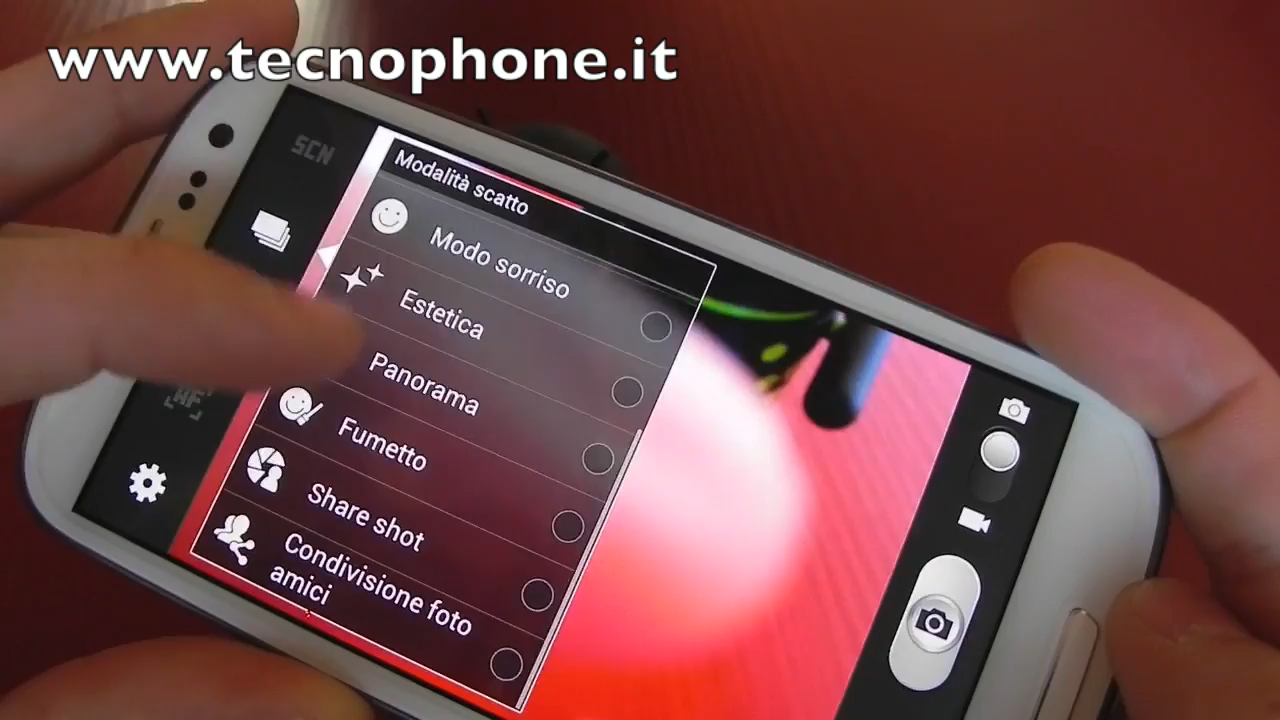 www.tecnophone.it
SCN
Modalità scatto
Modo sorriso
Estetica
Panorama
Fumetto
Share shot
Condivisione foto
amici